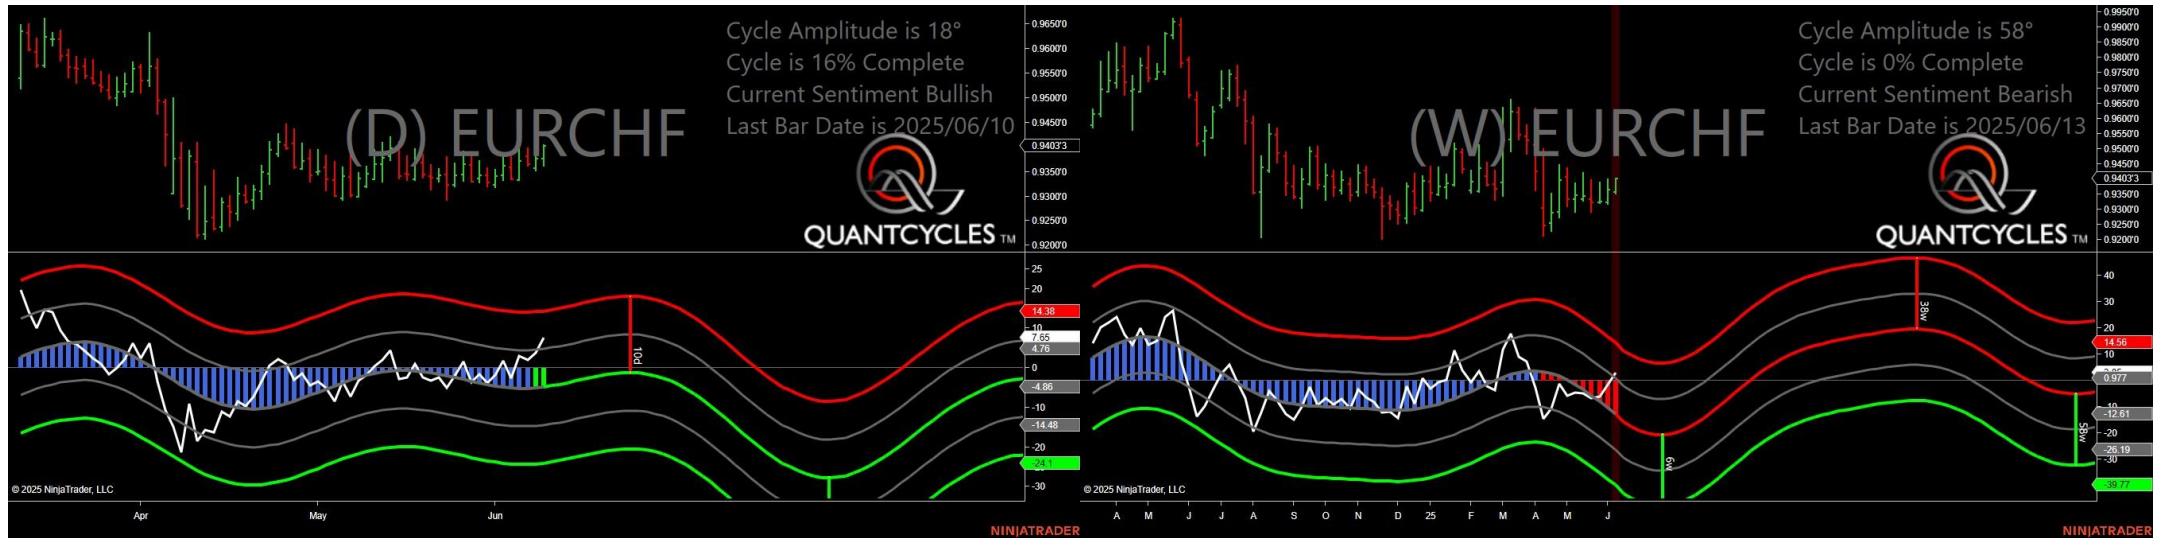 Cycle Amplitude is 18°
Cycle is 16% Complete
Current Sentiment Bullish
Last Bar Date is 2025/06/10
(D) EURCHF
QUANTCYCLES TM
0.9650'0
0.9600'0
0.9550'0
0.9500'0
0.9450'0
0.9403'3
0.9350'0
0.9300'0
0.9250'0
0.9200'0
25
20
14.38
10
7.65
4.76
0
-4.86
-10
-14.48
-20
-24.1
-30
10d
© 2025 NinjaTrader, LLC
Apr May Jun
NINJATRADER
Cycle Amplitude is 58°
Cycle is 0% Complete
Current Sentiment Bearish
Last Bar Date is 2025/06/13
(W) EURCHF
QUANTCYCLES TM
0.9950'0
0.9900'0
0.9850'0
0.9800'0
0.9750'0
0.9700'0
0.9650'0
0.9600'0
0.9550'0
0.9500'0
0.9450'0
0.9403'3
0.9350'0
0.9300'0
0.9250'0
0.9200'0
40
30
20
14.56
10
0.977
-10
-12.61
-20
-26.19
-30
-39.77
38w
6w
58w
© 2025 NinjaTrader, LLC
A M J J A S O N D 25 F M A M J
NINJATRADER